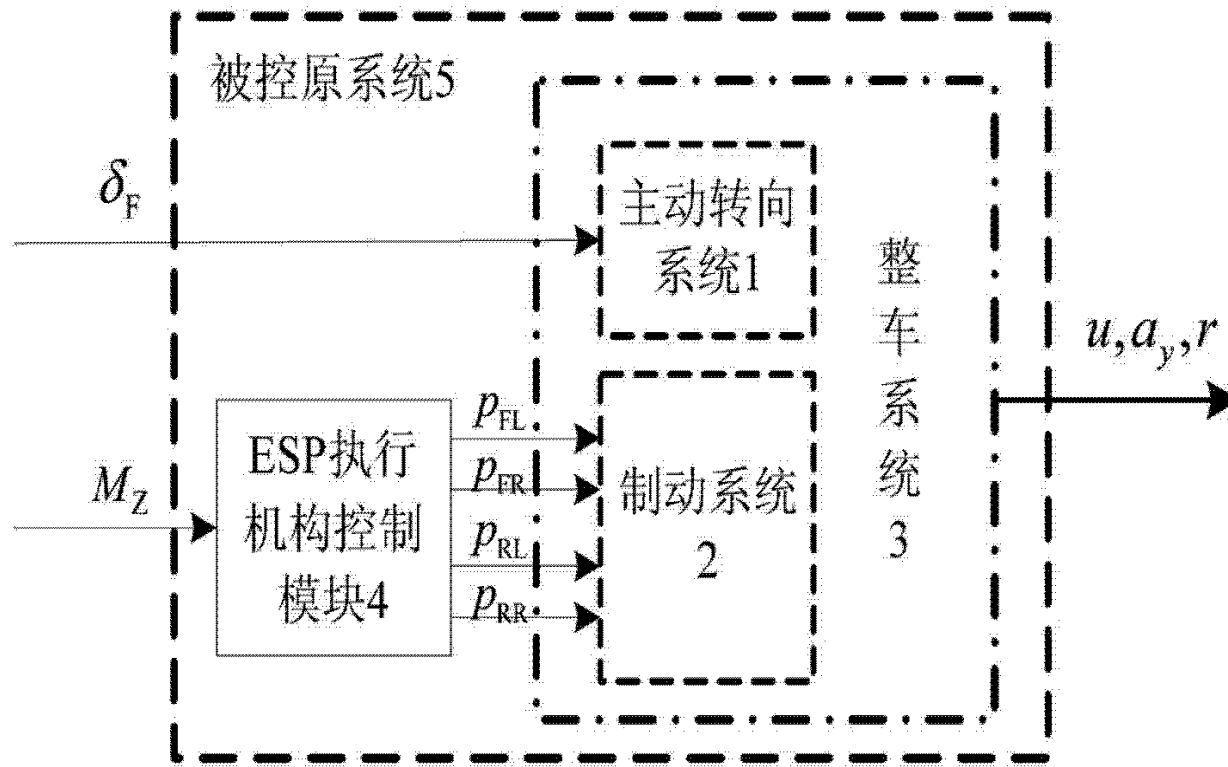 被控原系统5
δF
主动转向
系统1
整车系统3
u,ay,r
MZ
ESP执行
机构控制
模块4
pFL
pFR
pRL
pRR
制动系统
2